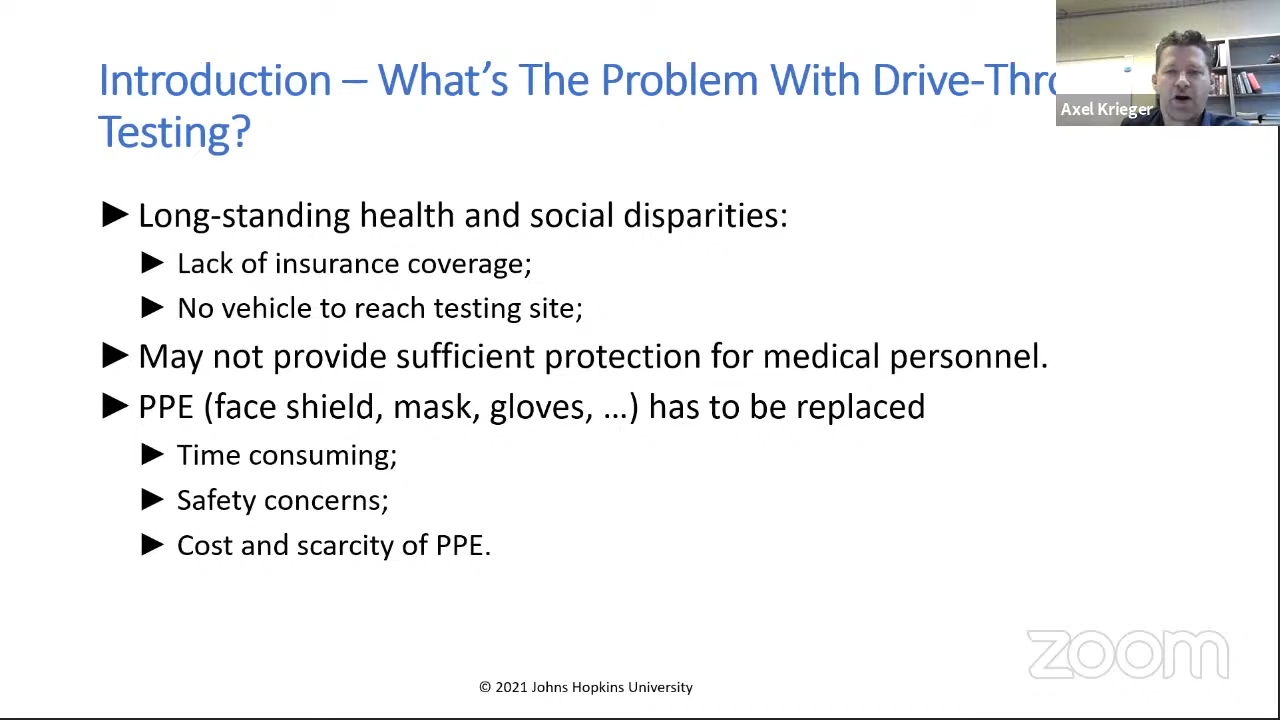 Introduction – What's The Problem With Drive-Thro
Testing?
Axel Krieger
► Long-standing health and social disparities:
► Lack of insurance coverage;
► No vehicle to reach testing site;
► May not provide sufficient protection for medical personnel.
► PPE (face shield, mask, gloves, …) has to be replaced
► Time consuming;
► Safety concerns;
► Cost and scarcity of PPE.
zoom
© 2021 Johns Hopkins University